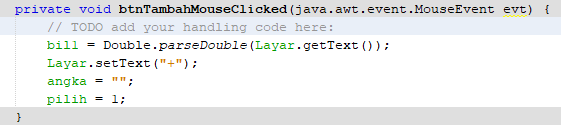 private void btnTambahMouseClicked(java.awt.event.MouseEvent evt) {
// TODO add your handling code here:
bill = Double.parseDouble(Layar.getText());
Layar.setText("+");
angka = "";
pilih = 1;
}